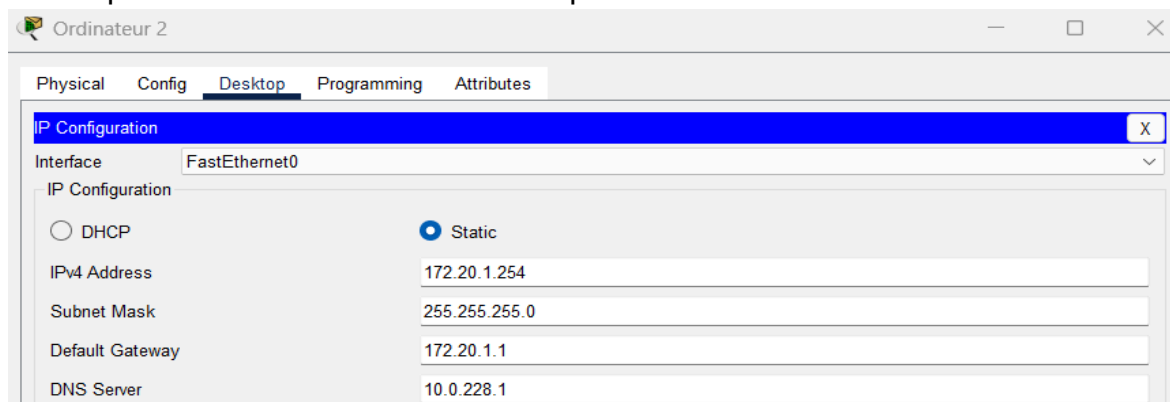 Ordinateur 2
Physical Config Desktop Programming Attributes
IP Configuration X
Interface FastEthernet0
IP Configuration
DHCP Static
IPv4 Address 172.20.1.254
Subnet Mask 255.255.255.0
Default Gateway 172.20.1.1
DNS Server 10.0.228.1